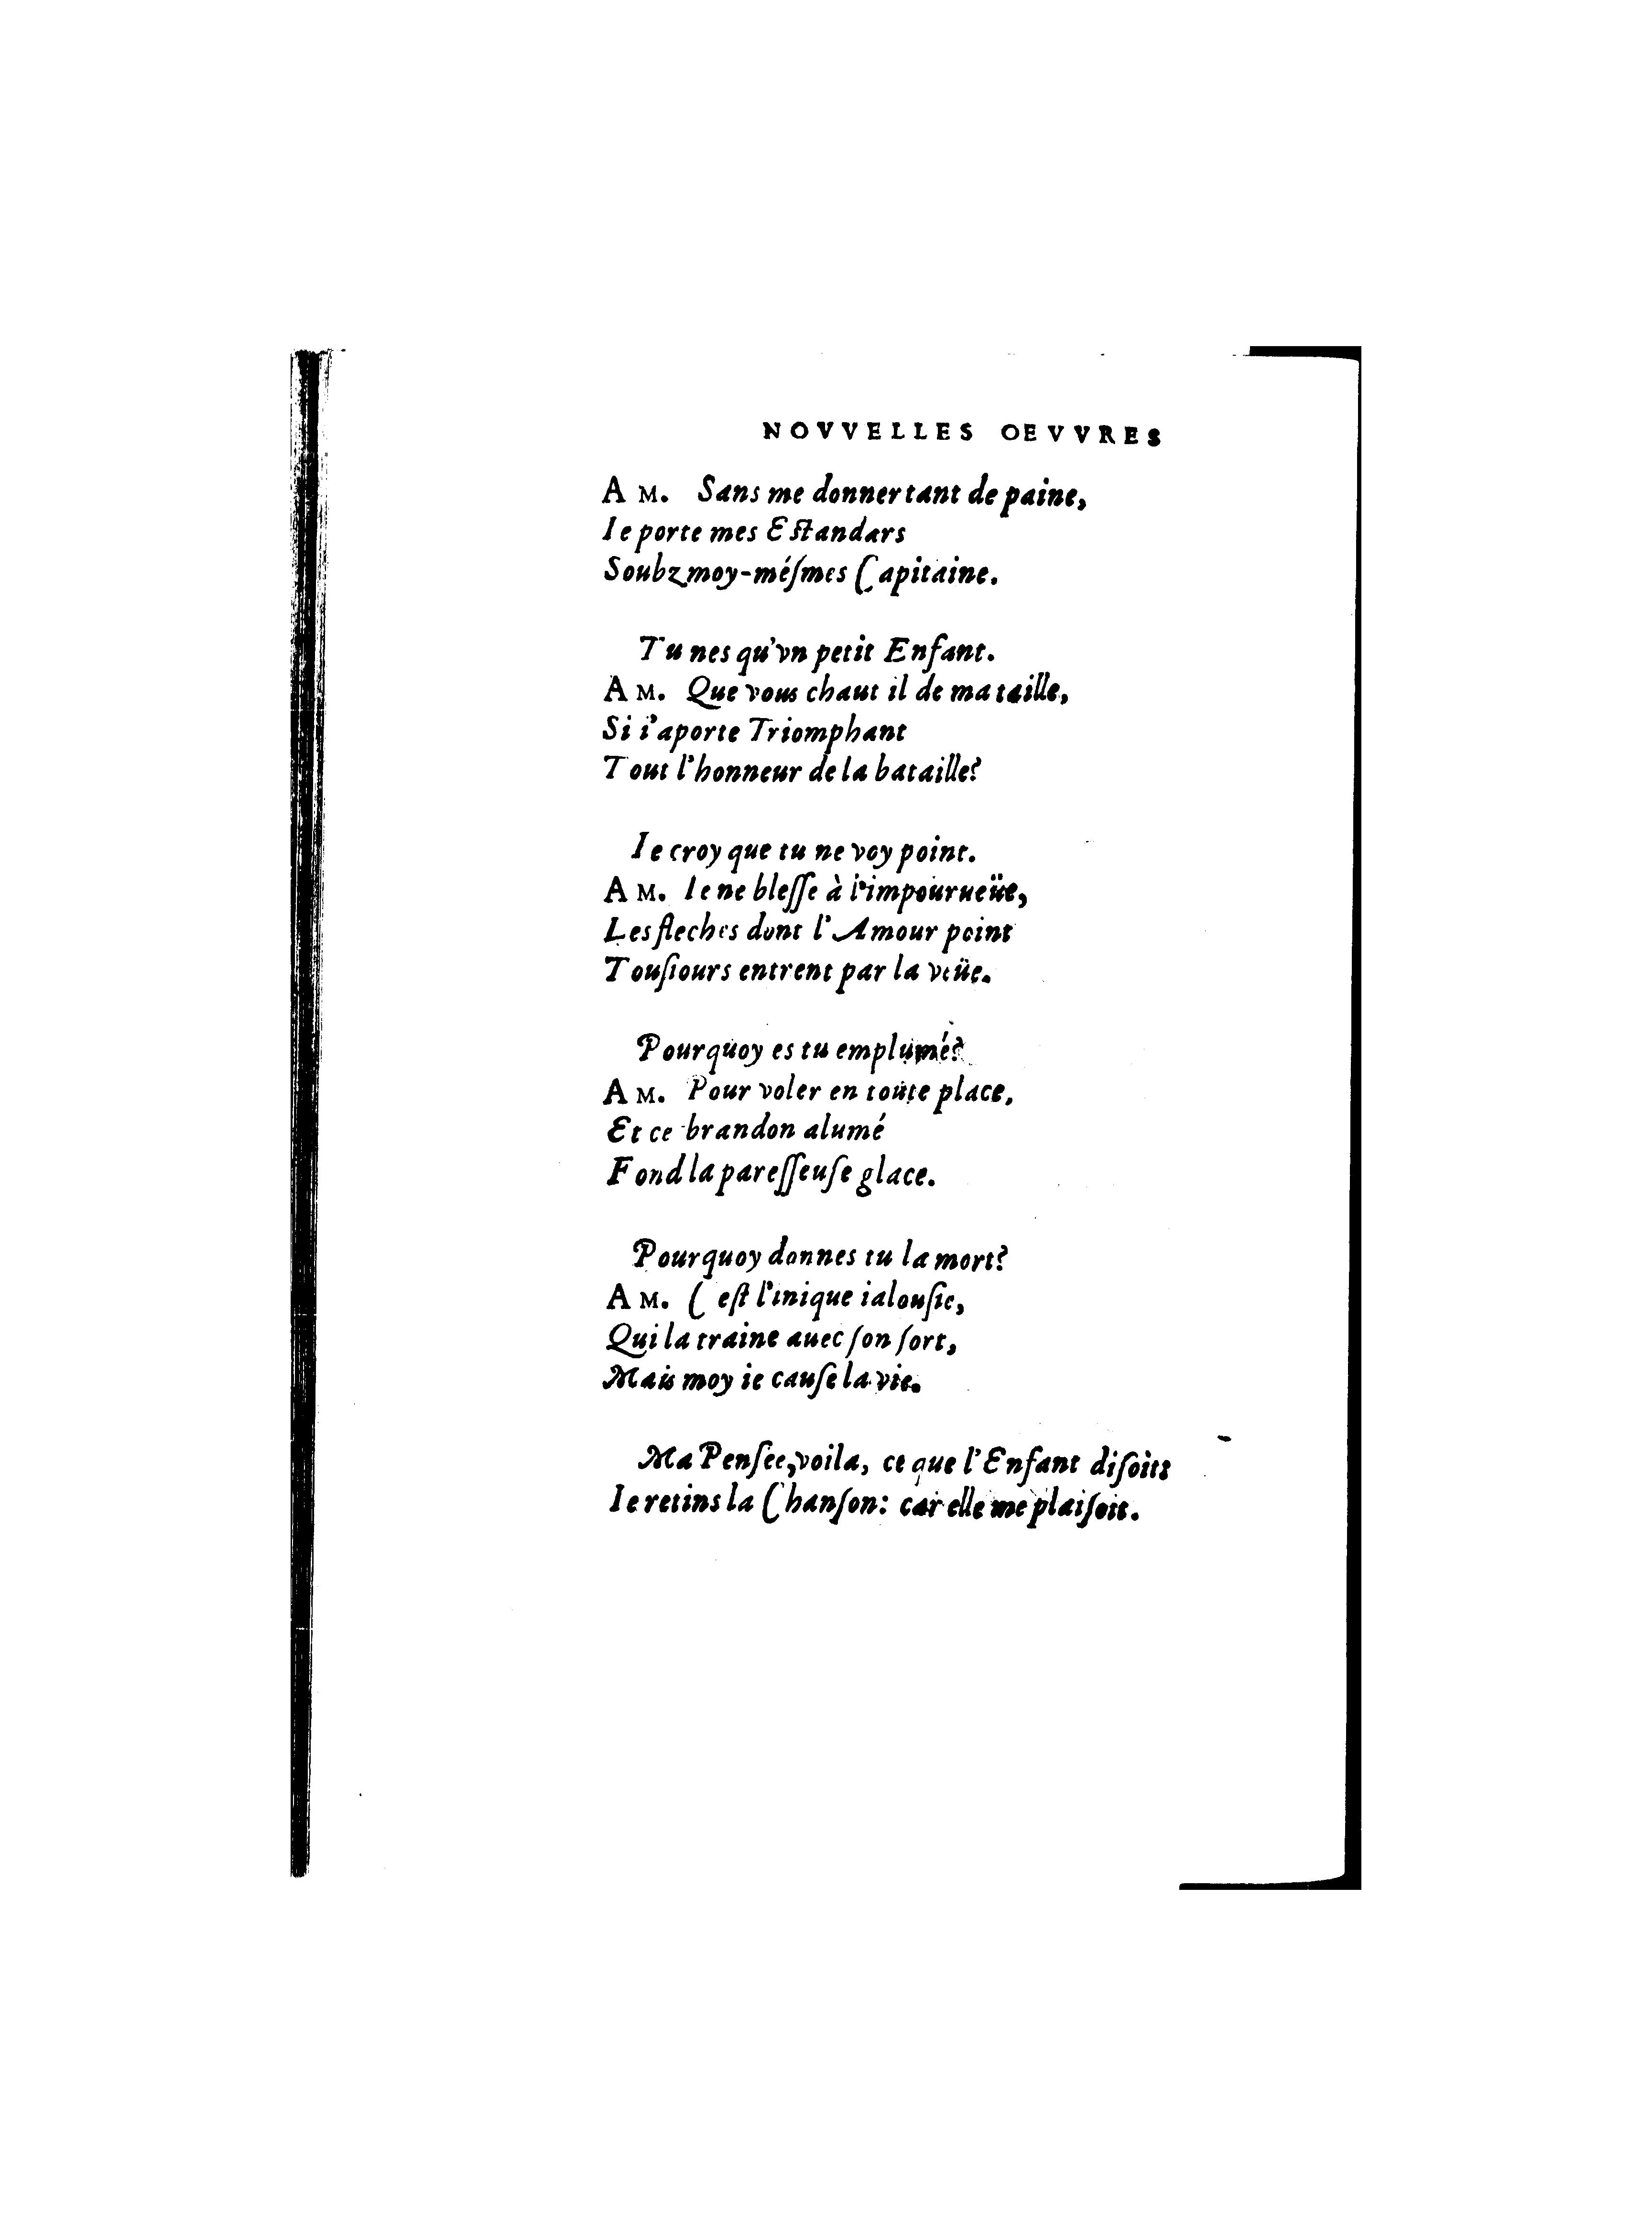 NOVVELLES OEVVRES
AM. Sans me donner tant de paine,
Ie porte mes Estandars
Soubz moy-méſmes Capitaine.
Tu nes qu'vn petit Enfant.
AM. Que vous chaut il de ma taille,
Si i'aporte Triomphant
Tout l'honneur de la bataille?
Ie croy que tu ne voy point.
AM. Ie ne bleſſe à l'impourueüe,
Les fleches dont l'Amour point
Touſiours entrent par la veüe.
Pourquoy es tu emplumé?
AM. Pour voler en toute place,
Et ce brandon alumé
Fond la pareſſeuſe glace.
Pourquoy donnes tu la mort?
AM. C est l'inique ialouſie,
Qui la traine auec ſon ſort,
Mais moy ie cauſe la vie.
Ma Penſee, voila, ce que l'Enfant diſoit:
Ie retins la Chanſon: car elle me plaiſoit.